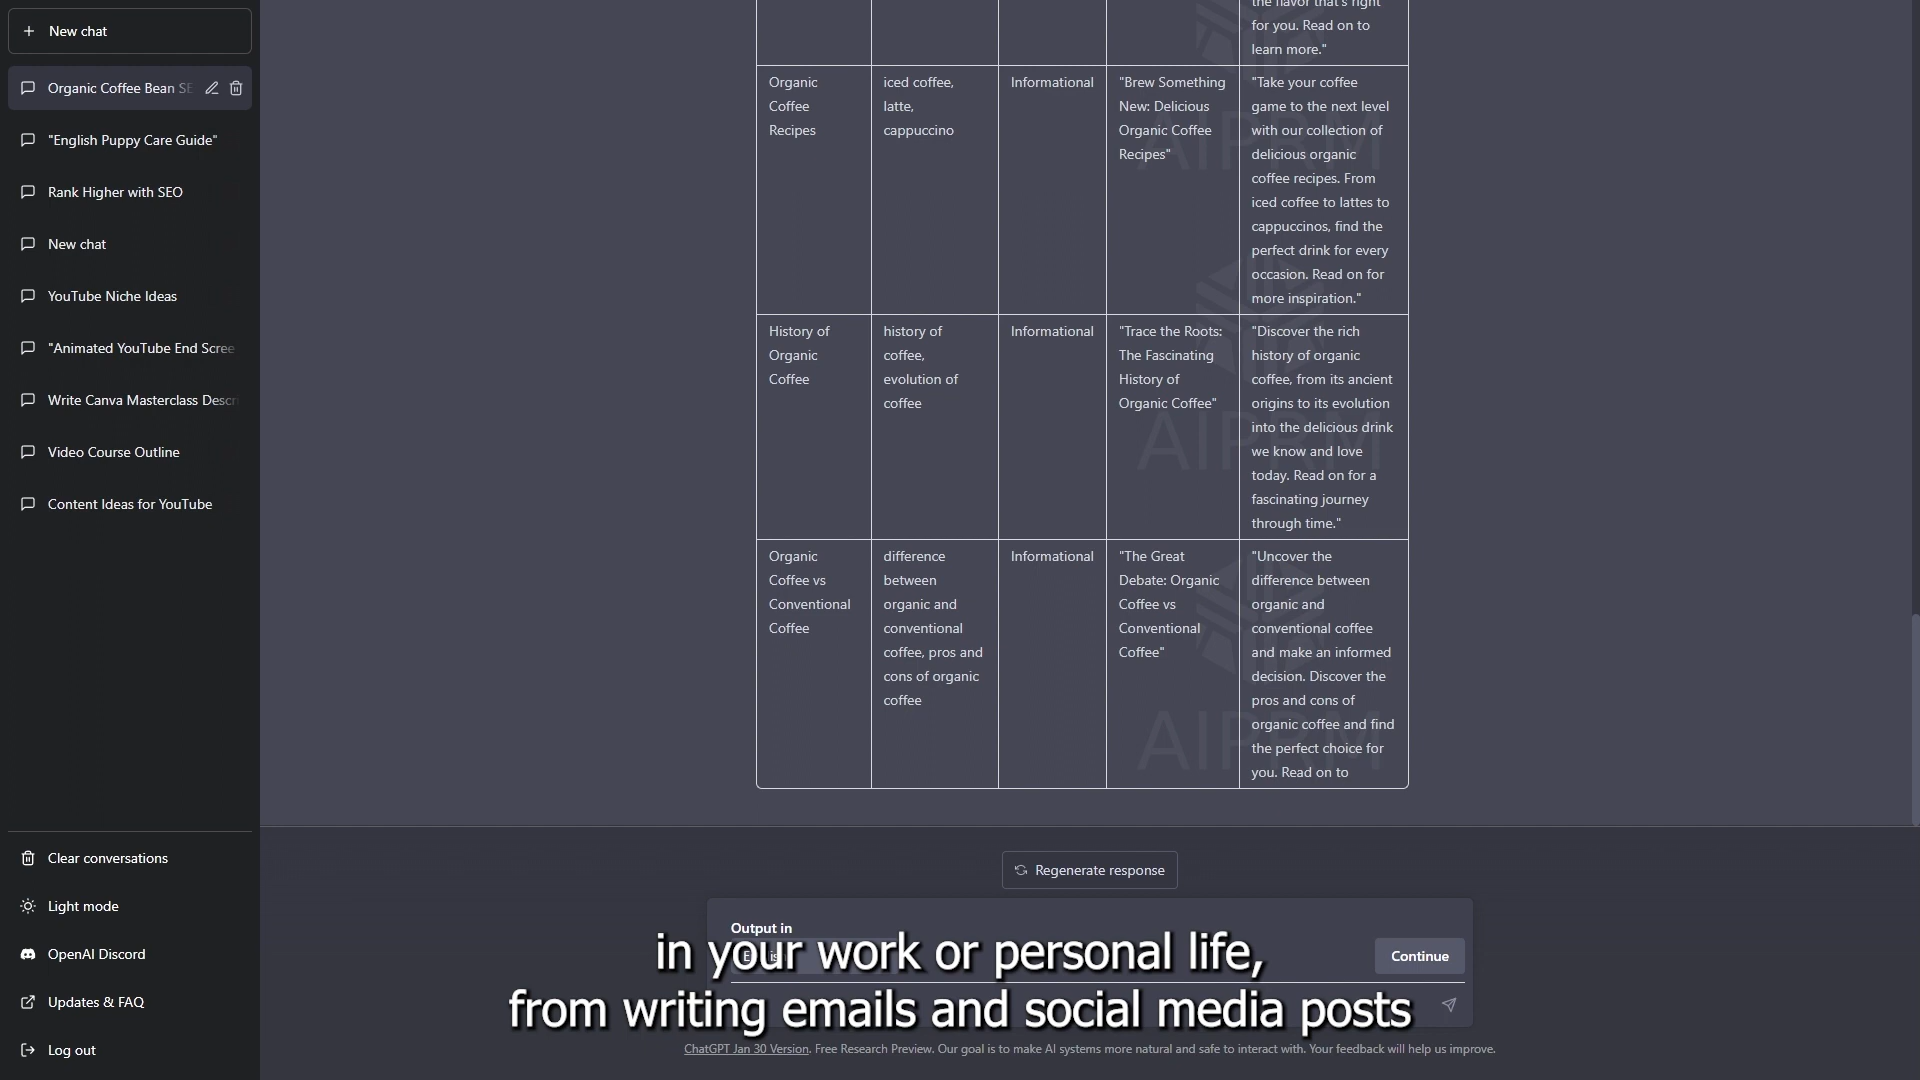 New chat
Organic Coffee Bean SE
"English Puppy Care Guide"
Rank Higher with SEO
New chat
YouTube Niche Ideas
"Animated YouTube End Scree
Write Canva Masterclass Descr
Video Course Outline
Content Ideas for YouTube
Clear conversations
Light mode
OpenAI Discord
Updates & FAQ
Log out
the flavor that's right
for you. Read on to
learn more."
Organic
Coffee
Recipes
iced coffee,
latte,
cappuccino
Informational
"Brew Something
New: Delicious
Organic Coffee
Recipes"
"Take your coffee
game to the next level
with our collection of
delicious organic
coffee recipes. From
iced coffee to lattes to
cappuccinos, find the
perfect drink for every
occasion. Read on for
more inspiration."
History of
Organic
Coffee
history of
coffee,
evolution of
coffee
Informational
"Trace the Roots:
The Fascinating
History of
Organic Coffee"
"Discover the rich
history of organic
coffee, from its ancient
origins to its evolution
into the delicious drink
we know and love
today. Read on for a
fascinating journey
through time."
Organic
Coffee vs
Conventional
Coffee
difference
between
organic and
conventional
coffee, pros and
cons of organic
coffee
Informational
"The Great
Debate: Organic
Coffee vs
Conventional
Coffee"
"Uncover the
difference between
organic and
conventional coffee
and make an informed
decision. Discover the
pros and cons of
organic coffee and find
the perfect choice for
you. Read on to
AIPRM
AIPRM
AIPRM
Regenerate response
Output in
Continue
in your work or personal life,
from writing emails and social media posts
ChatGPT Jan 30 Version. Free Research Preview. Our goal is to make AI systems more natural and safe to interact with. Your feedback will help us improve.